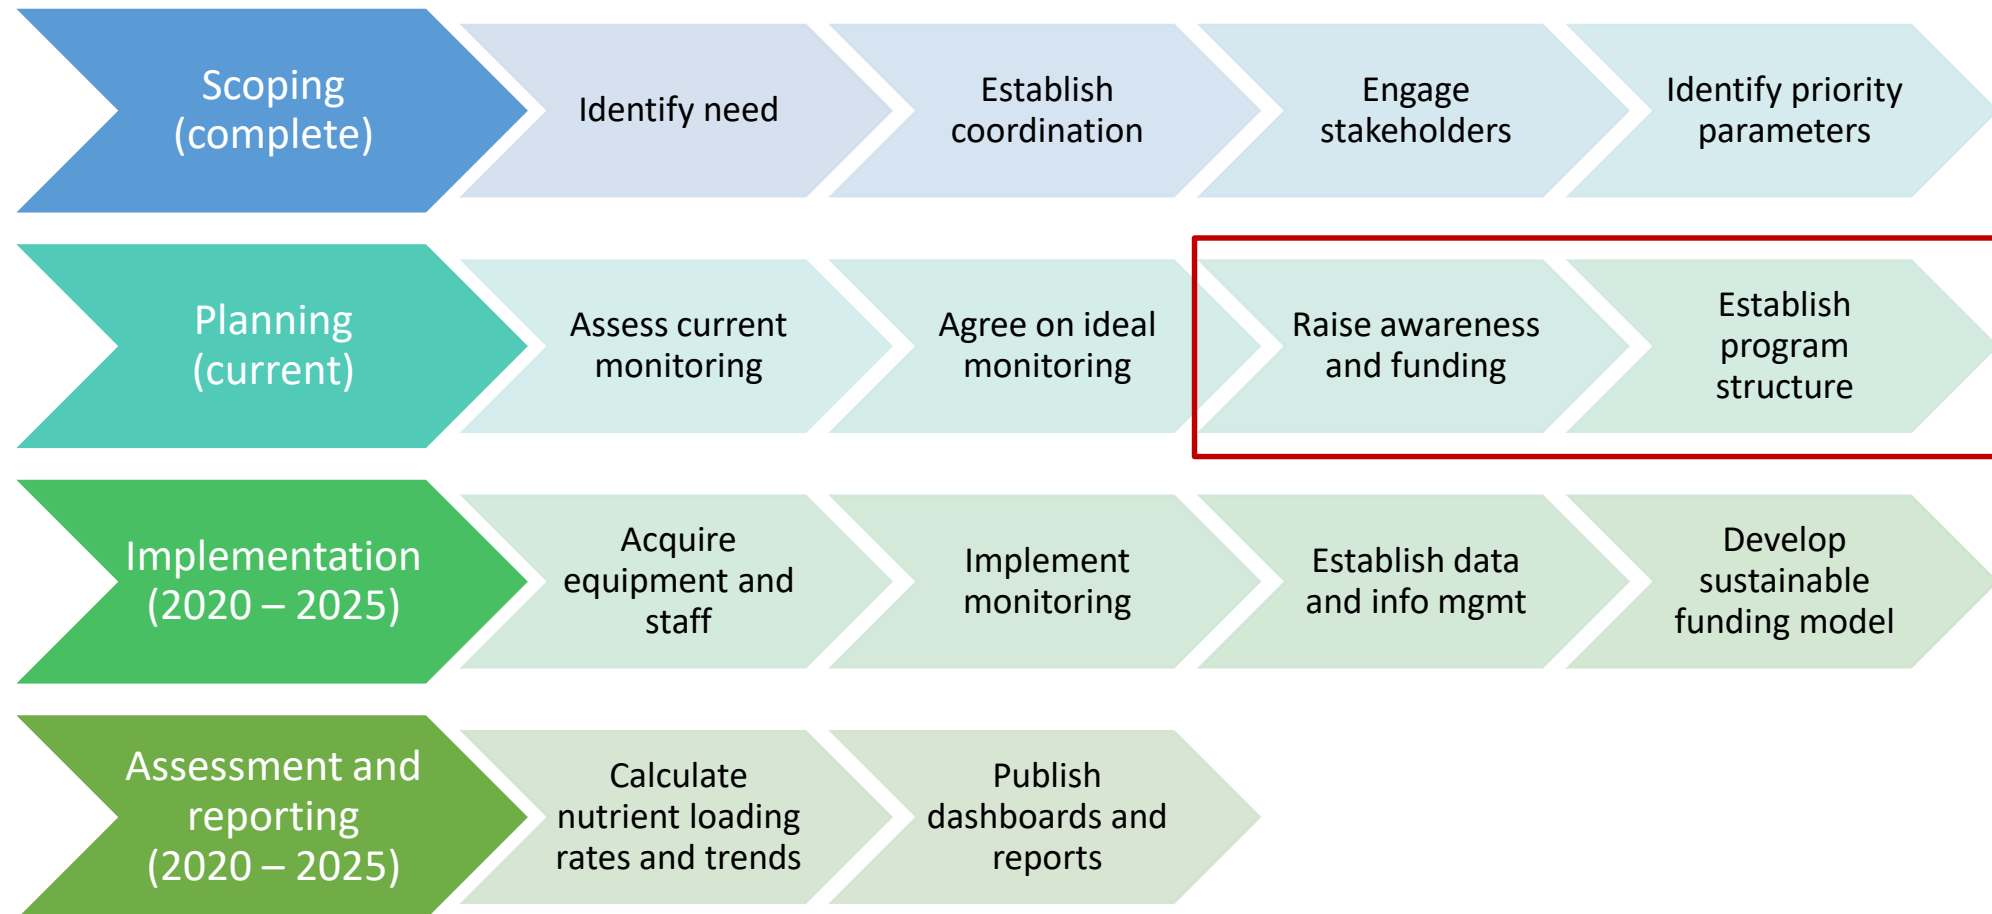 Scoping
(complete)
Identify need
Establish
coordination
Engage
stakeholders
Identify priority
parameters
Planning
(current)
Assess current
monitoring
Agree on ideal
monitoring
Raise awareness
and funding
Establish
program
structure
Implementation
(2020 – 2025)
Acquire
equipment and
staff
Implement
monitoring
Establish data
and info mgmt
Develop
sustainable
funding model
Assessment and
reporting
(2020 – 2025)
Calculate
nutrient loading
rates and trends
Publish
dashboards and
reports